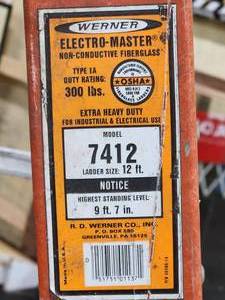 WERNER
ELECTRO-MASTER®
NON-CONDUCTIVE FIBERGLASS
TYPE IA
DUTY RATING:
300 lbs.
OSHA
EXTRA HEAVY DUTY
FOR INDUSTRIAL & ELECTRICAL USE
MODEL
7412
LADDER SIZE: 12 ft.
NOTICE
HIGHEST STANDING LEVEL:
9 ft. 7 in.
R. D. WERNER CO., INC.
P. O. BOX 580
GREENVILLE, PA 16125
Made in U.S.A.